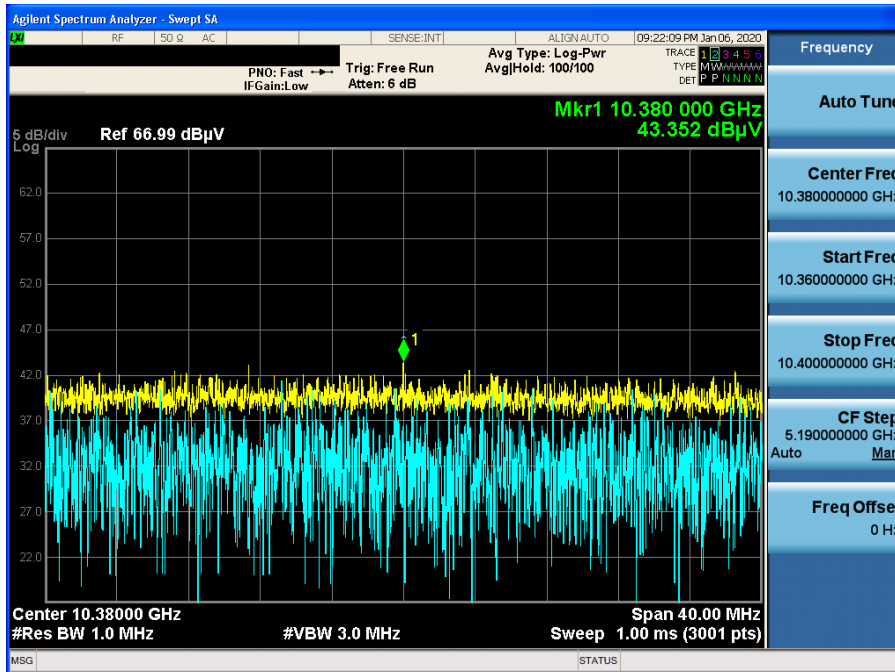 Agilent Spectrum Analyzer - Swept SA
LXI RF 50 Ω AC SENSE:INT ALIGN AUTO 09:22:09 PM Jan 06, 2020
PNO: Fast Trig: Free Run Avg Type: Log-Pwr TRACE 1 2 3 4 5 6
IFGain:Low Atten: 6 dB Avg|Hold: 100/100 TYPE M W W W W W
DET P P N N N N
Mkr1 10.380 000 GHz
43.352 dBµV
5 dB/div Ref 66.99 dBµV
Log
62.0
57.0
52.0
47.0
1
42.0
37.0
32.0
27.0
22.0
Center 10.38000 GHz Span 40.00 MHz
#Res BW 1.0 MHz #VBW 3.0 MHz Sweep 1.00 ms (3001 pts)
MSG STATUS
Frequency
Auto Tune
Center Freq
10.380000000 GHz
Start Freq
10.360000000 GHz
Stop Freq
10.400000000 GHz
CF Step
5.190000000 GHz
Auto Man
Freq Offset
0 Hz